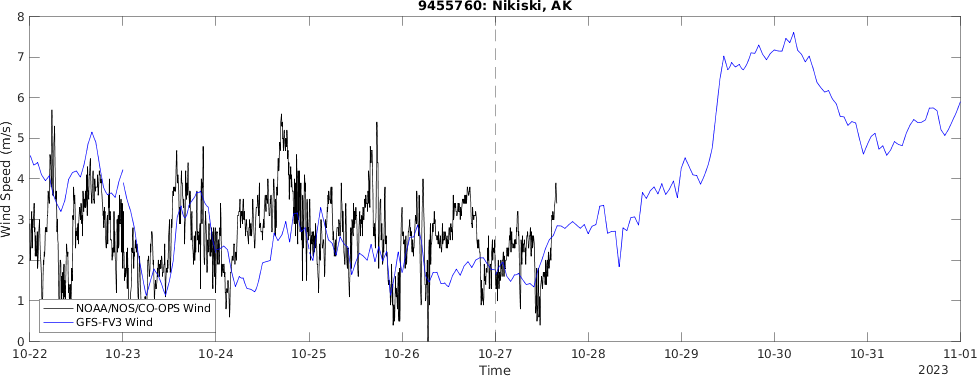 9455760: Nikiski, AK
8
7
6
5
4
3
2
1
0
Wind Speed (m/s)
NOAA/NOS/CO-OPS Wind
GFS-FV3 Wind
10-22 10-23 10-24 10-25 10-26 10-27 10-28 10-29 10-30 10-31 11-01
Time
2023